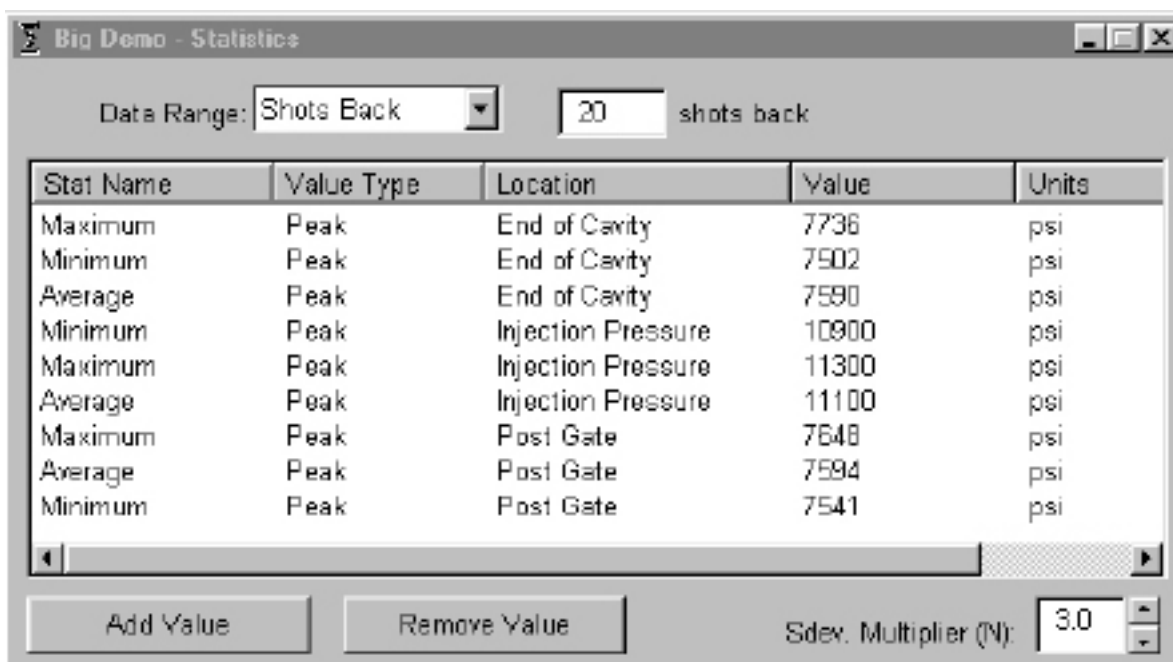 Big Demo - Statistics
Data Range: Shots Back 20 shots back
Stat Name Value Type Location Value Units
Maximum Peak End of Cavity 7736 psi
Minimum Peak End of Cavity 7502 psi
Average Peak End of Cavity 7590 psi
Minimum Peak Injection Pressure 10900 psi
Maximum Peak Injection Pressure 11300 psi
Average Peak Injection Pressure 11100 psi
Maximum Peak Post Gate 7648 psi
Average Peak Post Gate 7594 psi
Minimum Peak Post Gate 7541 psi
Add Value Remove Value Sdev. Multiplier (N): 3.0